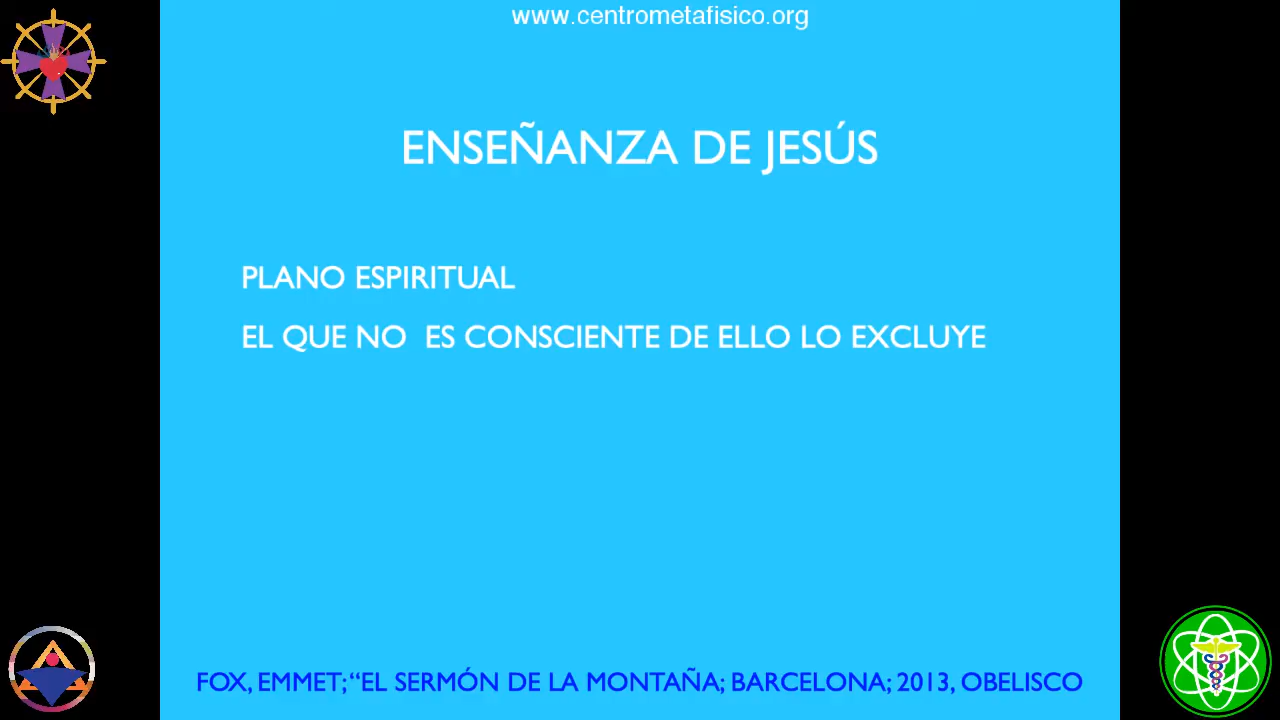 www.centrometafisico.org
ENSEÑANZA DE JESÚS
PLANO ESPIRITUAL
EL QUE NO  ES CONSCIENTE DE ELLO LO EXCLUYE
FOX, EMMET; “EL SERMÓN DE LA MONTAÑA; BARCELONA; 2013, OBELISCO